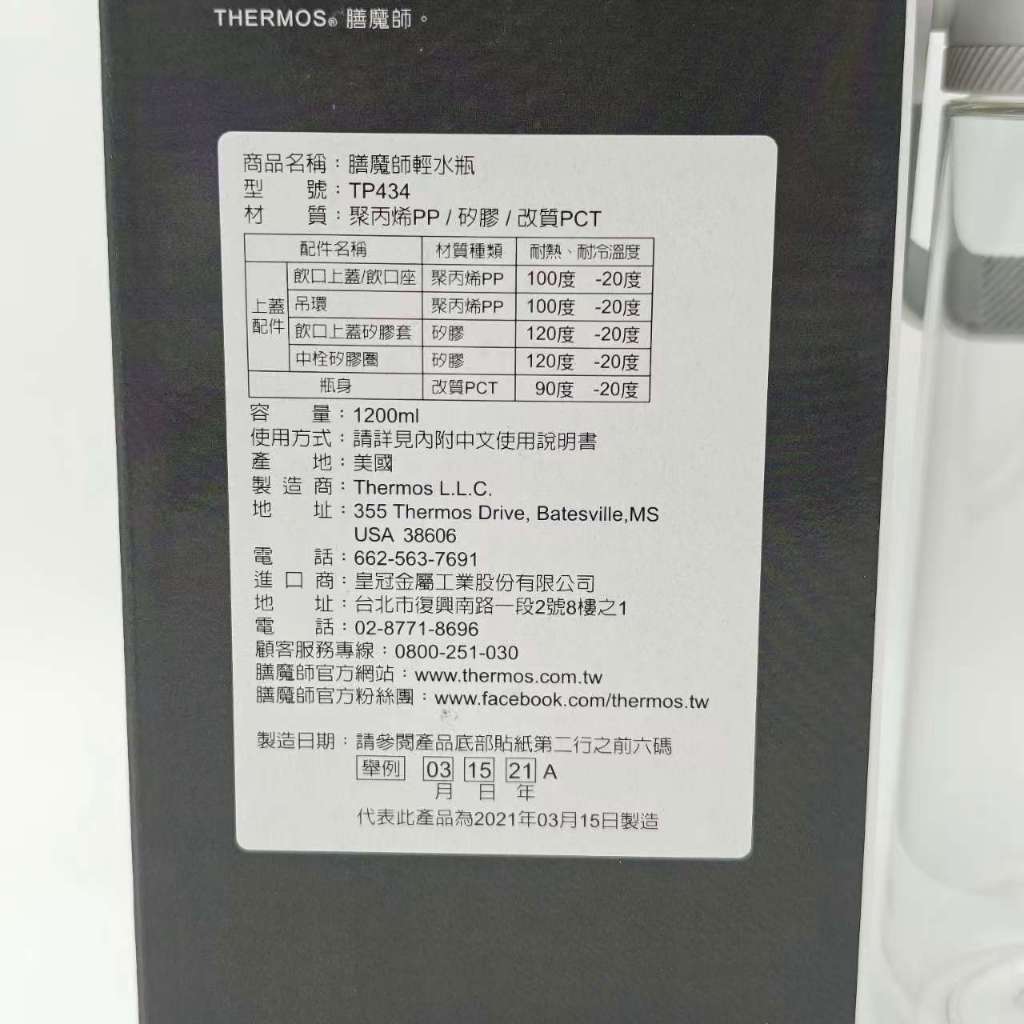 THERMOS® 膳魔師。
商品名稱：膳魔師輕水瓶
型 號：TP434
材 質：聚丙烯PP / 矽膠 / 改質PCT
配件名稱 材質種類 耐熱、耐冷溫度
上蓋配件 飲口上蓋/飲口座 聚丙烯PP 100度 -20度
吊環 聚丙烯PP 100度 -20度
飲口上蓋矽膠套 矽膠 120度 -20度
中栓矽膠圈 矽膠 120度 -20度
瓶身 改質PCT 90度 -20度
容 量：1200ml
使用方式：請詳見內附中文使用說明書
產 地：美國
製 造 商：Thermos L.L.C.
地 址：355 Thermos Drive, Batesville,MS
USA 38606
電 話：662-563-7691
進 口 商：皇冠金屬工業股份有限公司
地 址：台北市復興南路一段2號8樓之1
電 話：02-8771-8696
顧客服務專線：0800-251-030
膳魔師官方網站：www.thermos.com.tw
膳魔師官方粉絲團：www.facebook.com/thermos.tw
製造日期：請參閱產品底部貼紙第二行之前六碼
舉例 03 15 21 A
月 日 年
代表此產品為2021年03月15日製造